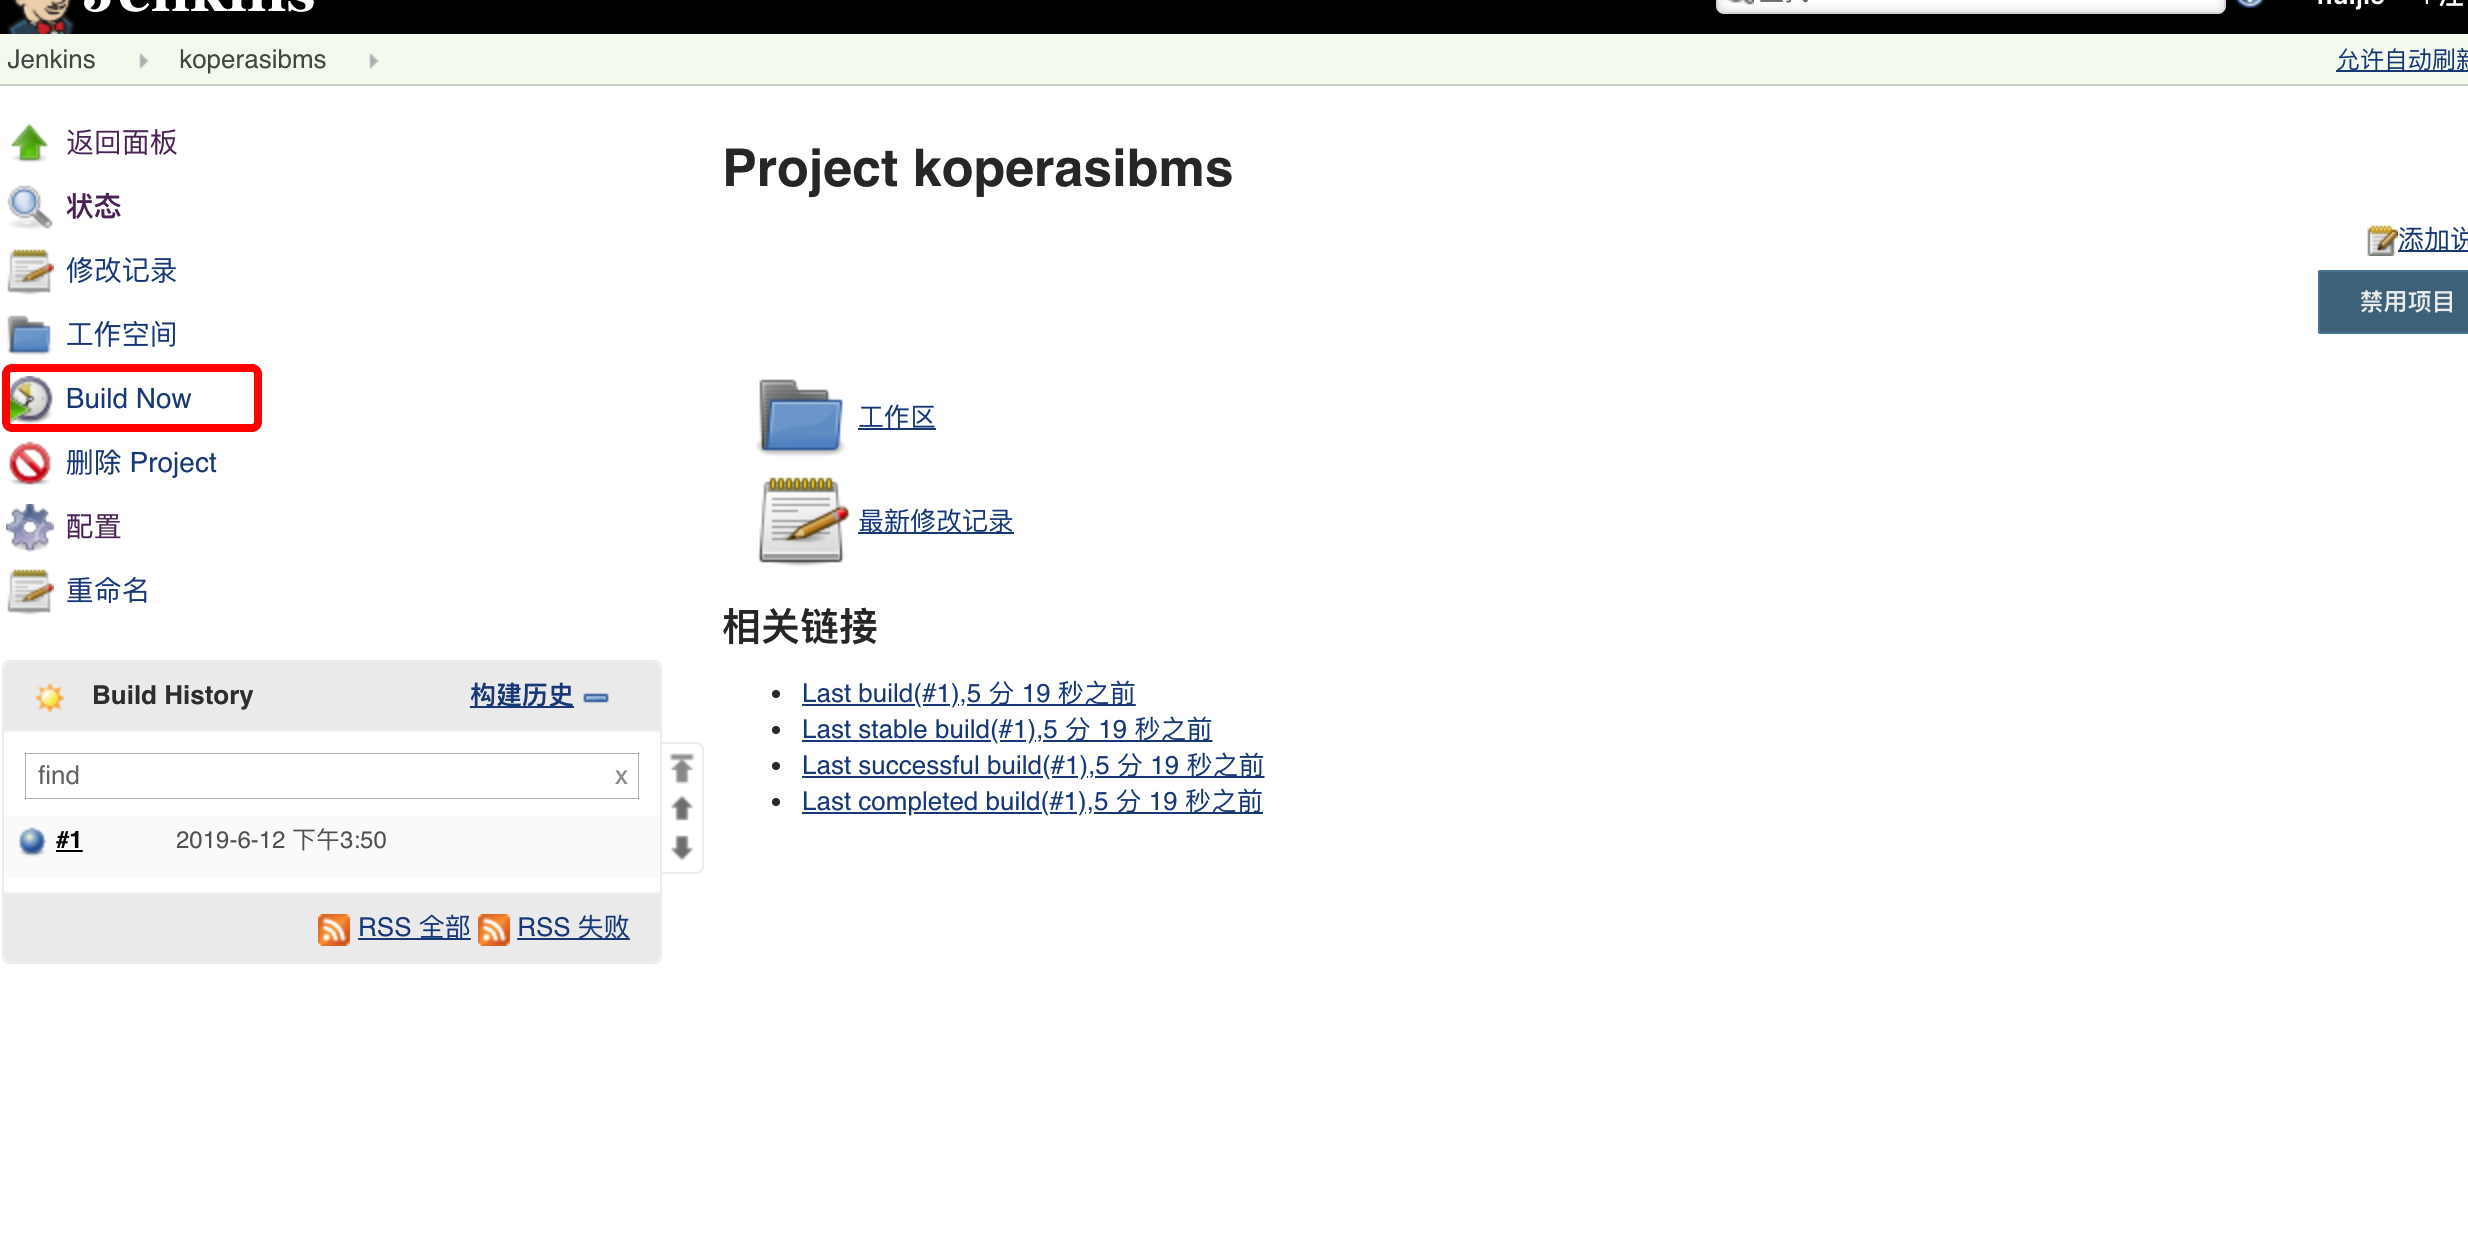 Jenkins
Jenkins
koperasibms
允许自动刷新
返回面板
状态
修改记录
工作空间
Build Now
删除 Project
配置
重命名
Project koperasibms
添加说
禁用项目
工作区
最新修改记录
相关链接
Last build(#1),5 分 19 秒之前
Last stable build(#1),5 分 19 秒之前
Last successful build(#1),5 分 19 秒之前
Last completed build(#1),5 分 19 秒之前
Build History
构建历史
find
x
#1
2019-6-12 下午3:50
RSS 全部
RSS 失败